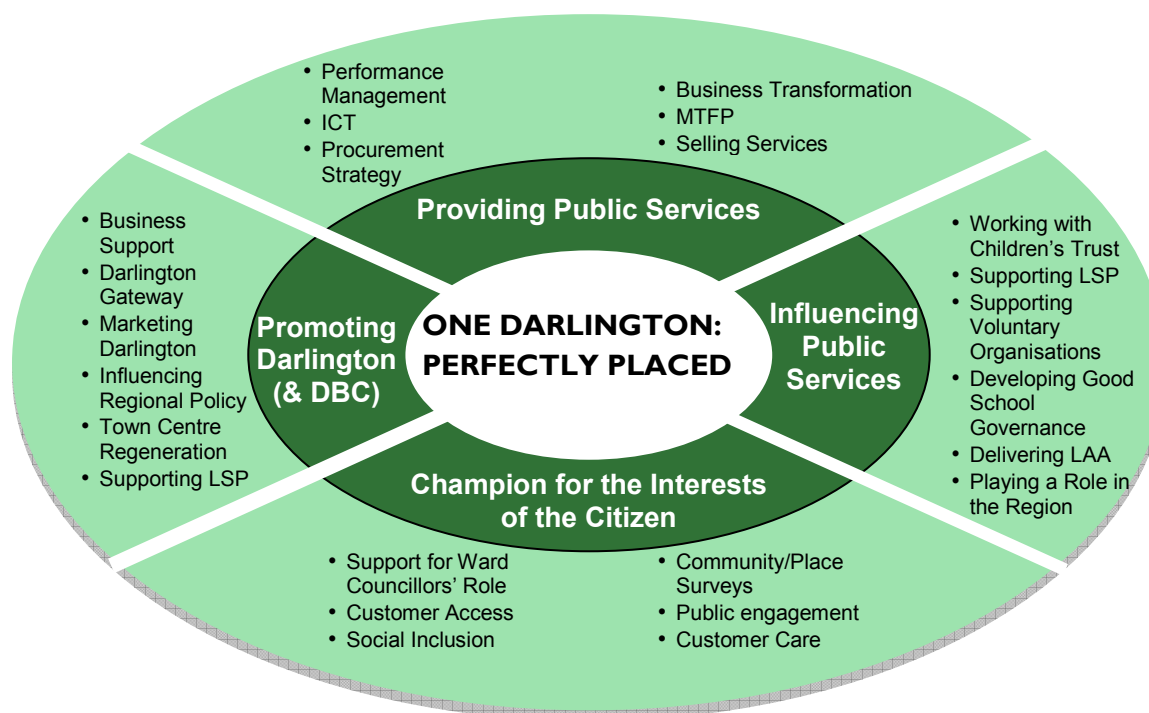 • Performance
Management
• ICT
• Procurement
Strategy
• Business Transformation
• MTFP
• Selling Services
Providing Public Services
• Business
Support
• Darlington
Gateway
• Marketing
Darlington
• Influencing
Regional Policy
• Town Centre
Regeneration
• Supporting LSP
Promoting
Darlington
(& DBC)
ONE DARLINGTON:
PERFECTLY PLACED
Influencing
Public
Services
• Working with
Children’s Trust
• Supporting LSP
• Supporting
Voluntary
Organisations
• Developing Good
School
Governance
• Delivering LAA
• Playing a Role in
the Region
Champion for the Interests
of the Citizen
• Support for Ward
Councillors’ Role
• Customer Access
• Social Inclusion
• Community/Place
Surveys
• Public engagement
• Customer Care